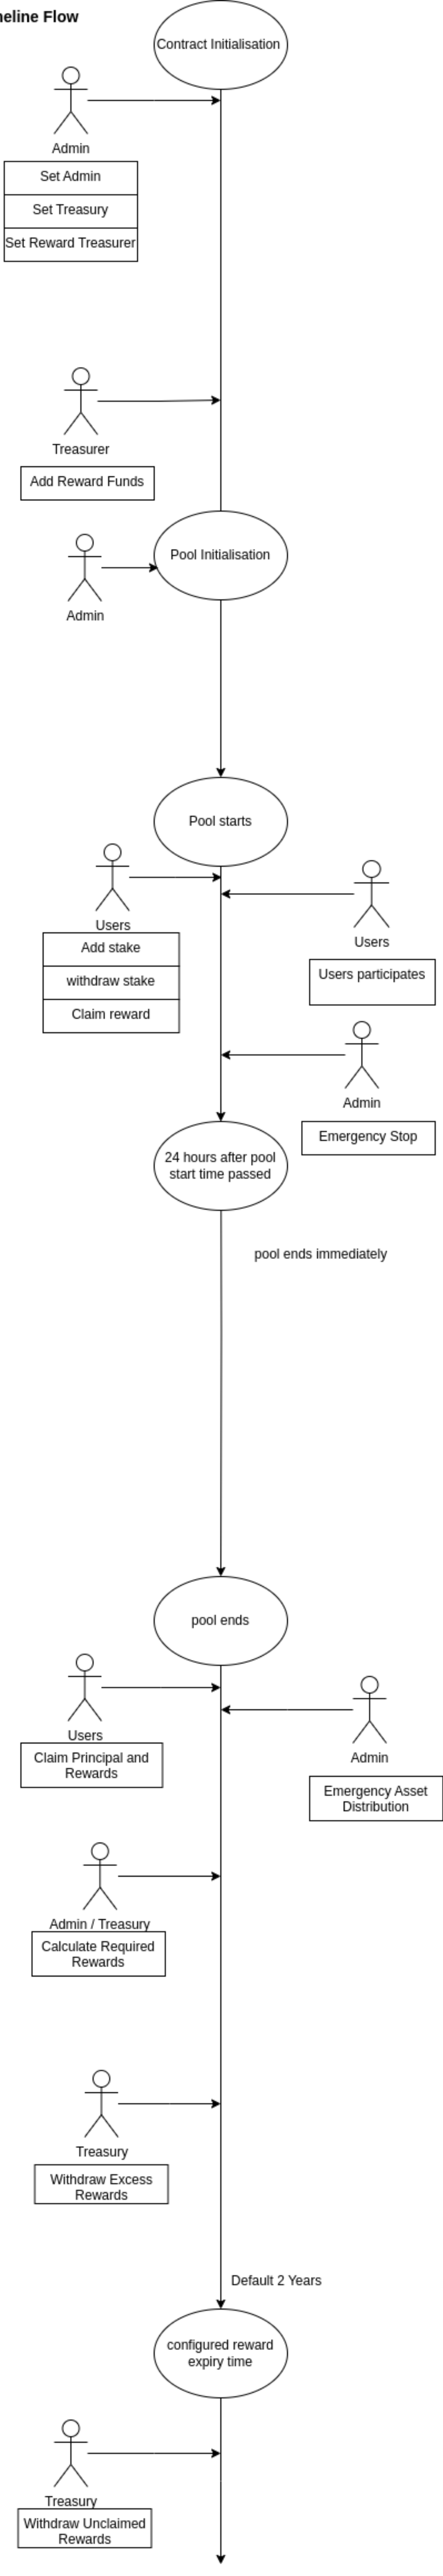 neline Flow
Contract Initialisation
Admin
Set Admin
Set Treasury
Set Reward Treasurer
Treasurer
Add Reward Funds
Pool Initialisation
Admin
Pool starts
Users
Add stake
withdraw stake
Claim reward
Users
Users participates
Admin
Emergency Stop
24 hours after pool
start time passed
pool ends immediately
pool ends
Users
Claim Principal and
Rewards
Admin
Emergency Asset
Distribution
Admin / Treasury
Calculate Required
Rewards
Treasury
Withdraw Excess
Rewards
Default 2 Years
configured reward
expiry time
Treasury
Withdraw Unclaimed
Rewards